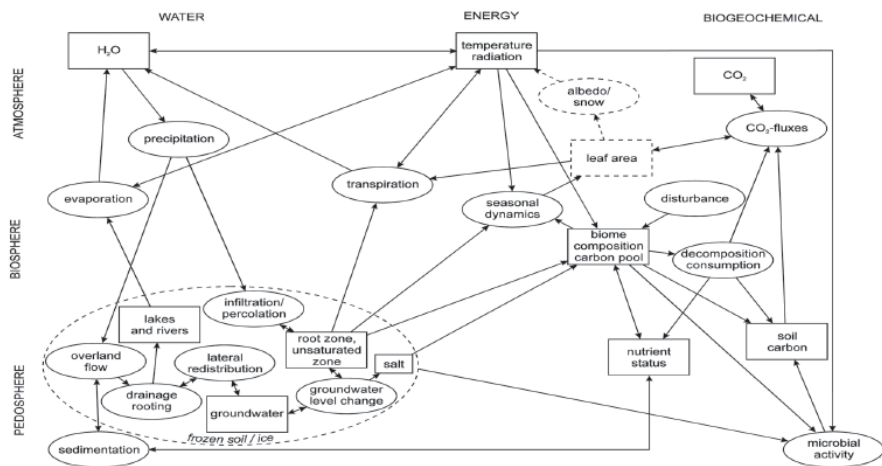 WATER
ENERGY
BIOGEOCHEMICAL
ATMOSPHERE
BIOSPHERE
PEDOSPHERE
H₂O
temperature
radiation
CO₂
albedo/
snow
precipitation
CO₂-fluxes
leaf area
evaporation
transpiration
seasonal
dynamics
disturbance
biome
composition
carbon pool
decomposition
consumption
infiltration/
percolation
lakes
and rivers
root zone,
unsaturated
zone
salt
overland
flow
lateral
redistribution
nutrient
status
soil
carbon
drainage
rooting
groundwater
groundwater
level change
frozen soil / ice
sedimentation
microbial
activity